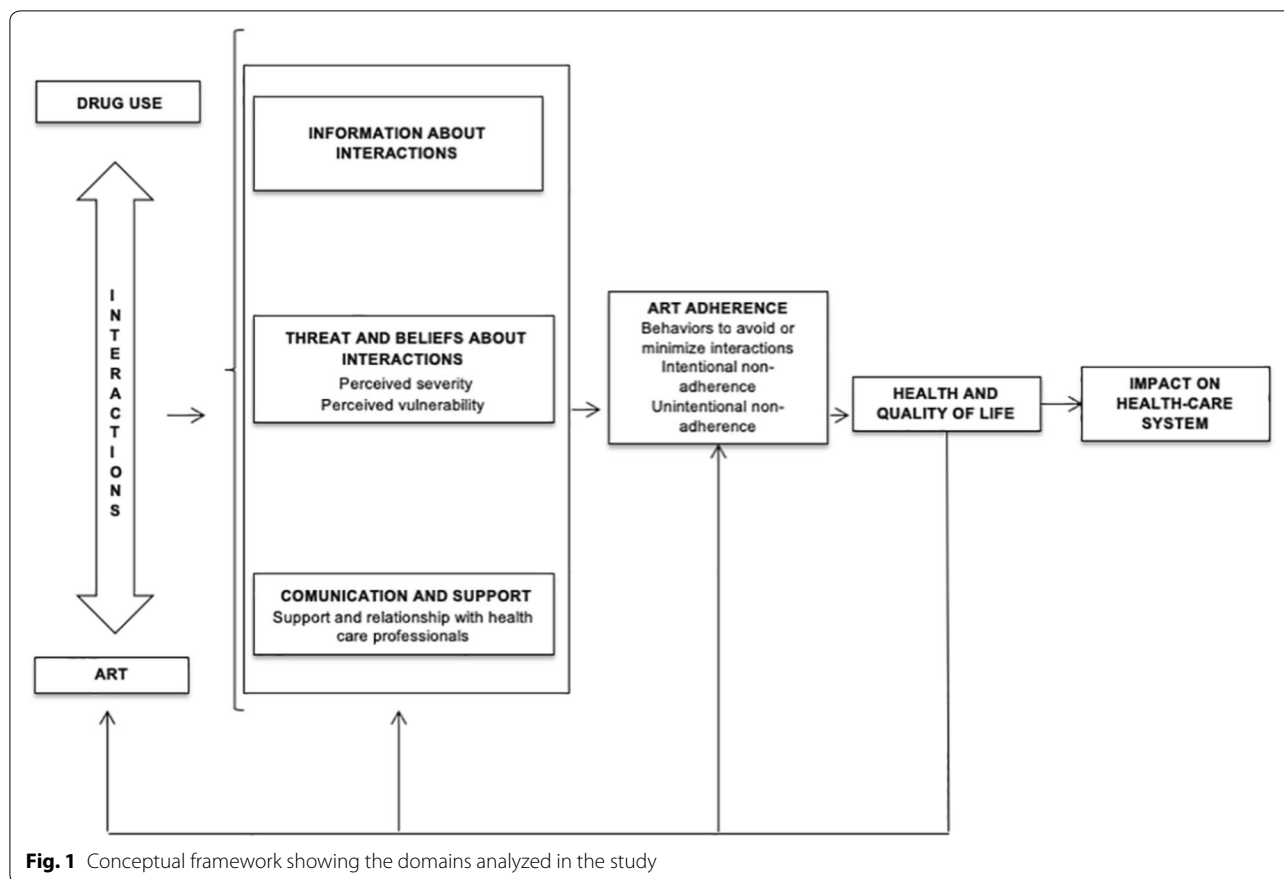 DRUG USE
INTERACTIONS
ART
INFORMATION ABOUT
INTERACTIONS
THREAT AND BELIEFS ABOUT
INTERACTIONS
Perceived severity
Perceived vulnerability
COMUNICATION AND SUPPORT
Support and relationship with health
care professionals
ART ADHERENCE
Behaviors to avoid or
minimize interactions
Intentional non-
adherence
Unintentional non-
adherence
HEALTH AND
QUALITY OF LIFE
IMPACT ON
HEALTH-CARE
SYSTEM
Fig. 1 Conceptual framework showing the domains analyzed in the study